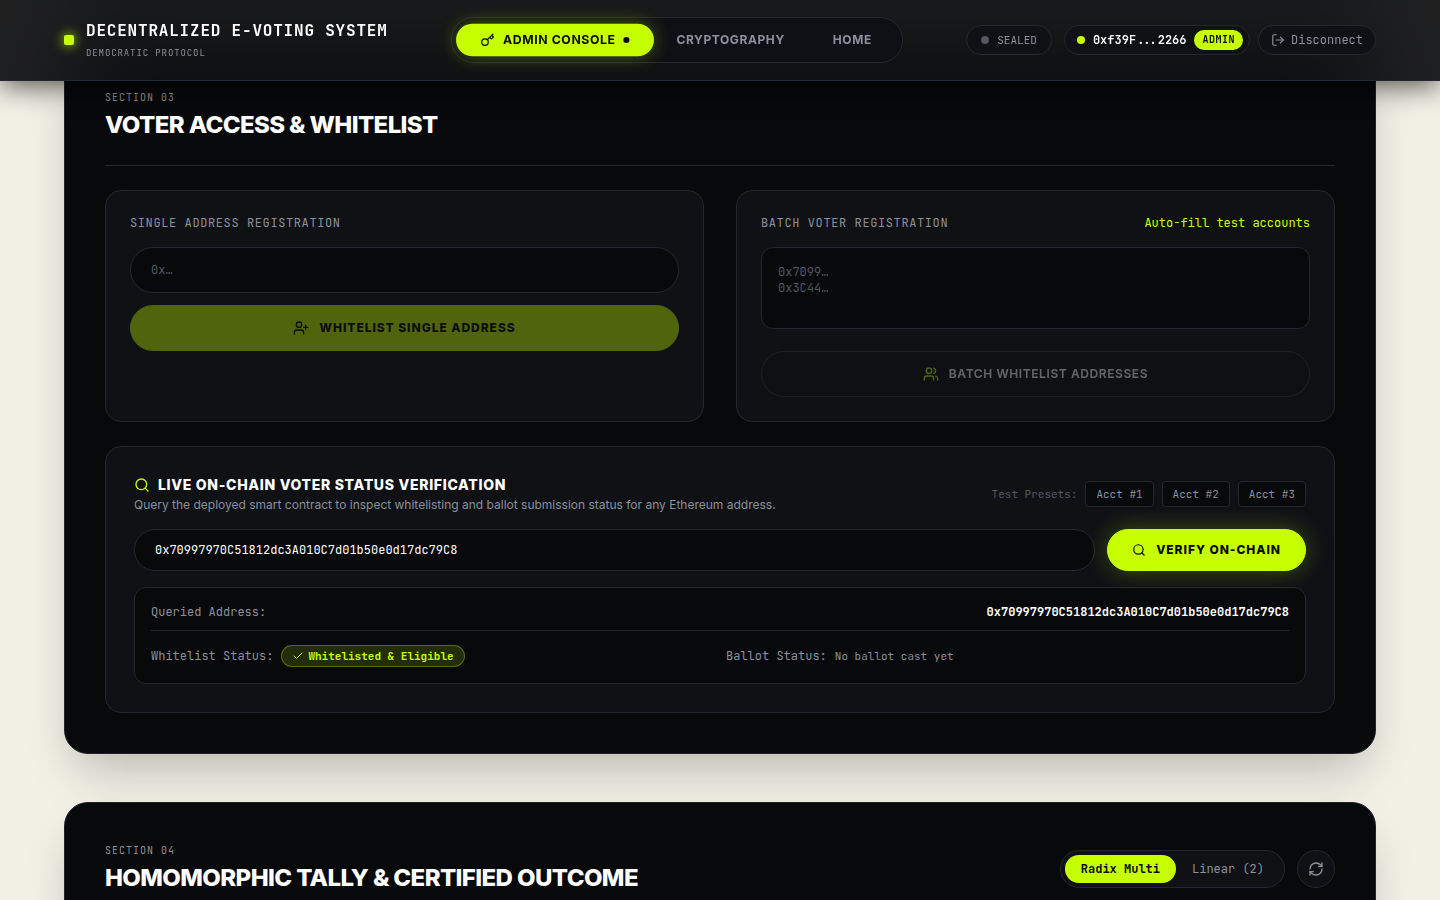 DECENTRALIZED E-VOTING SYSTEM
DEMOCRATIC PROTOCOL
ADMIN CONSOLE
CRYPTOGRAPHY
HOME
SEALED
0xf39F...2266
ADMIN
Disconnect
SECTION 03
VOTER ACCESS & WHITELIST
SINGLE ADDRESS REGISTRATION
0x…
WHITELIST SINGLE ADDRESS
BATCH VOTER REGISTRATION
Auto-fill test accounts
0x7099…
0x3C44…
BATCH WHITELIST ADDRESSES
LIVE ON-CHAIN VOTER STATUS VERIFICATION
Query the deployed smart contract to inspect whitelisting and ballot submission status for any Ethereum address.
Test Presets:
Acct #1
Acct #2
Acct #3
0x70997970C51812dc3A010C7d01b50e0d17dc79C8
VERIFY ON-CHAIN
Queried Address:
0x70997970C51812dc3A010C7d01b50e0d17dc79C8
Whitelist Status:
Whitelisted & Eligible
Ballot Status: No ballot cast yet
SECTION 04
HOMOMORPHIC TALLY & CERTIFIED OUTCOME
Radix Multi
Linear (2)